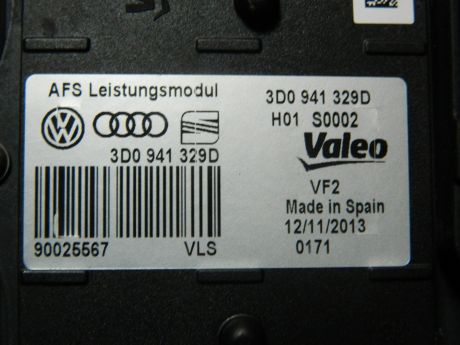 AFS Leistungsmodul
3D0 941 329D
H01 S0002
3D0 941 329D
Valeo
VF2
Made in Spain
12/11/2013
90025567 VLS
0171